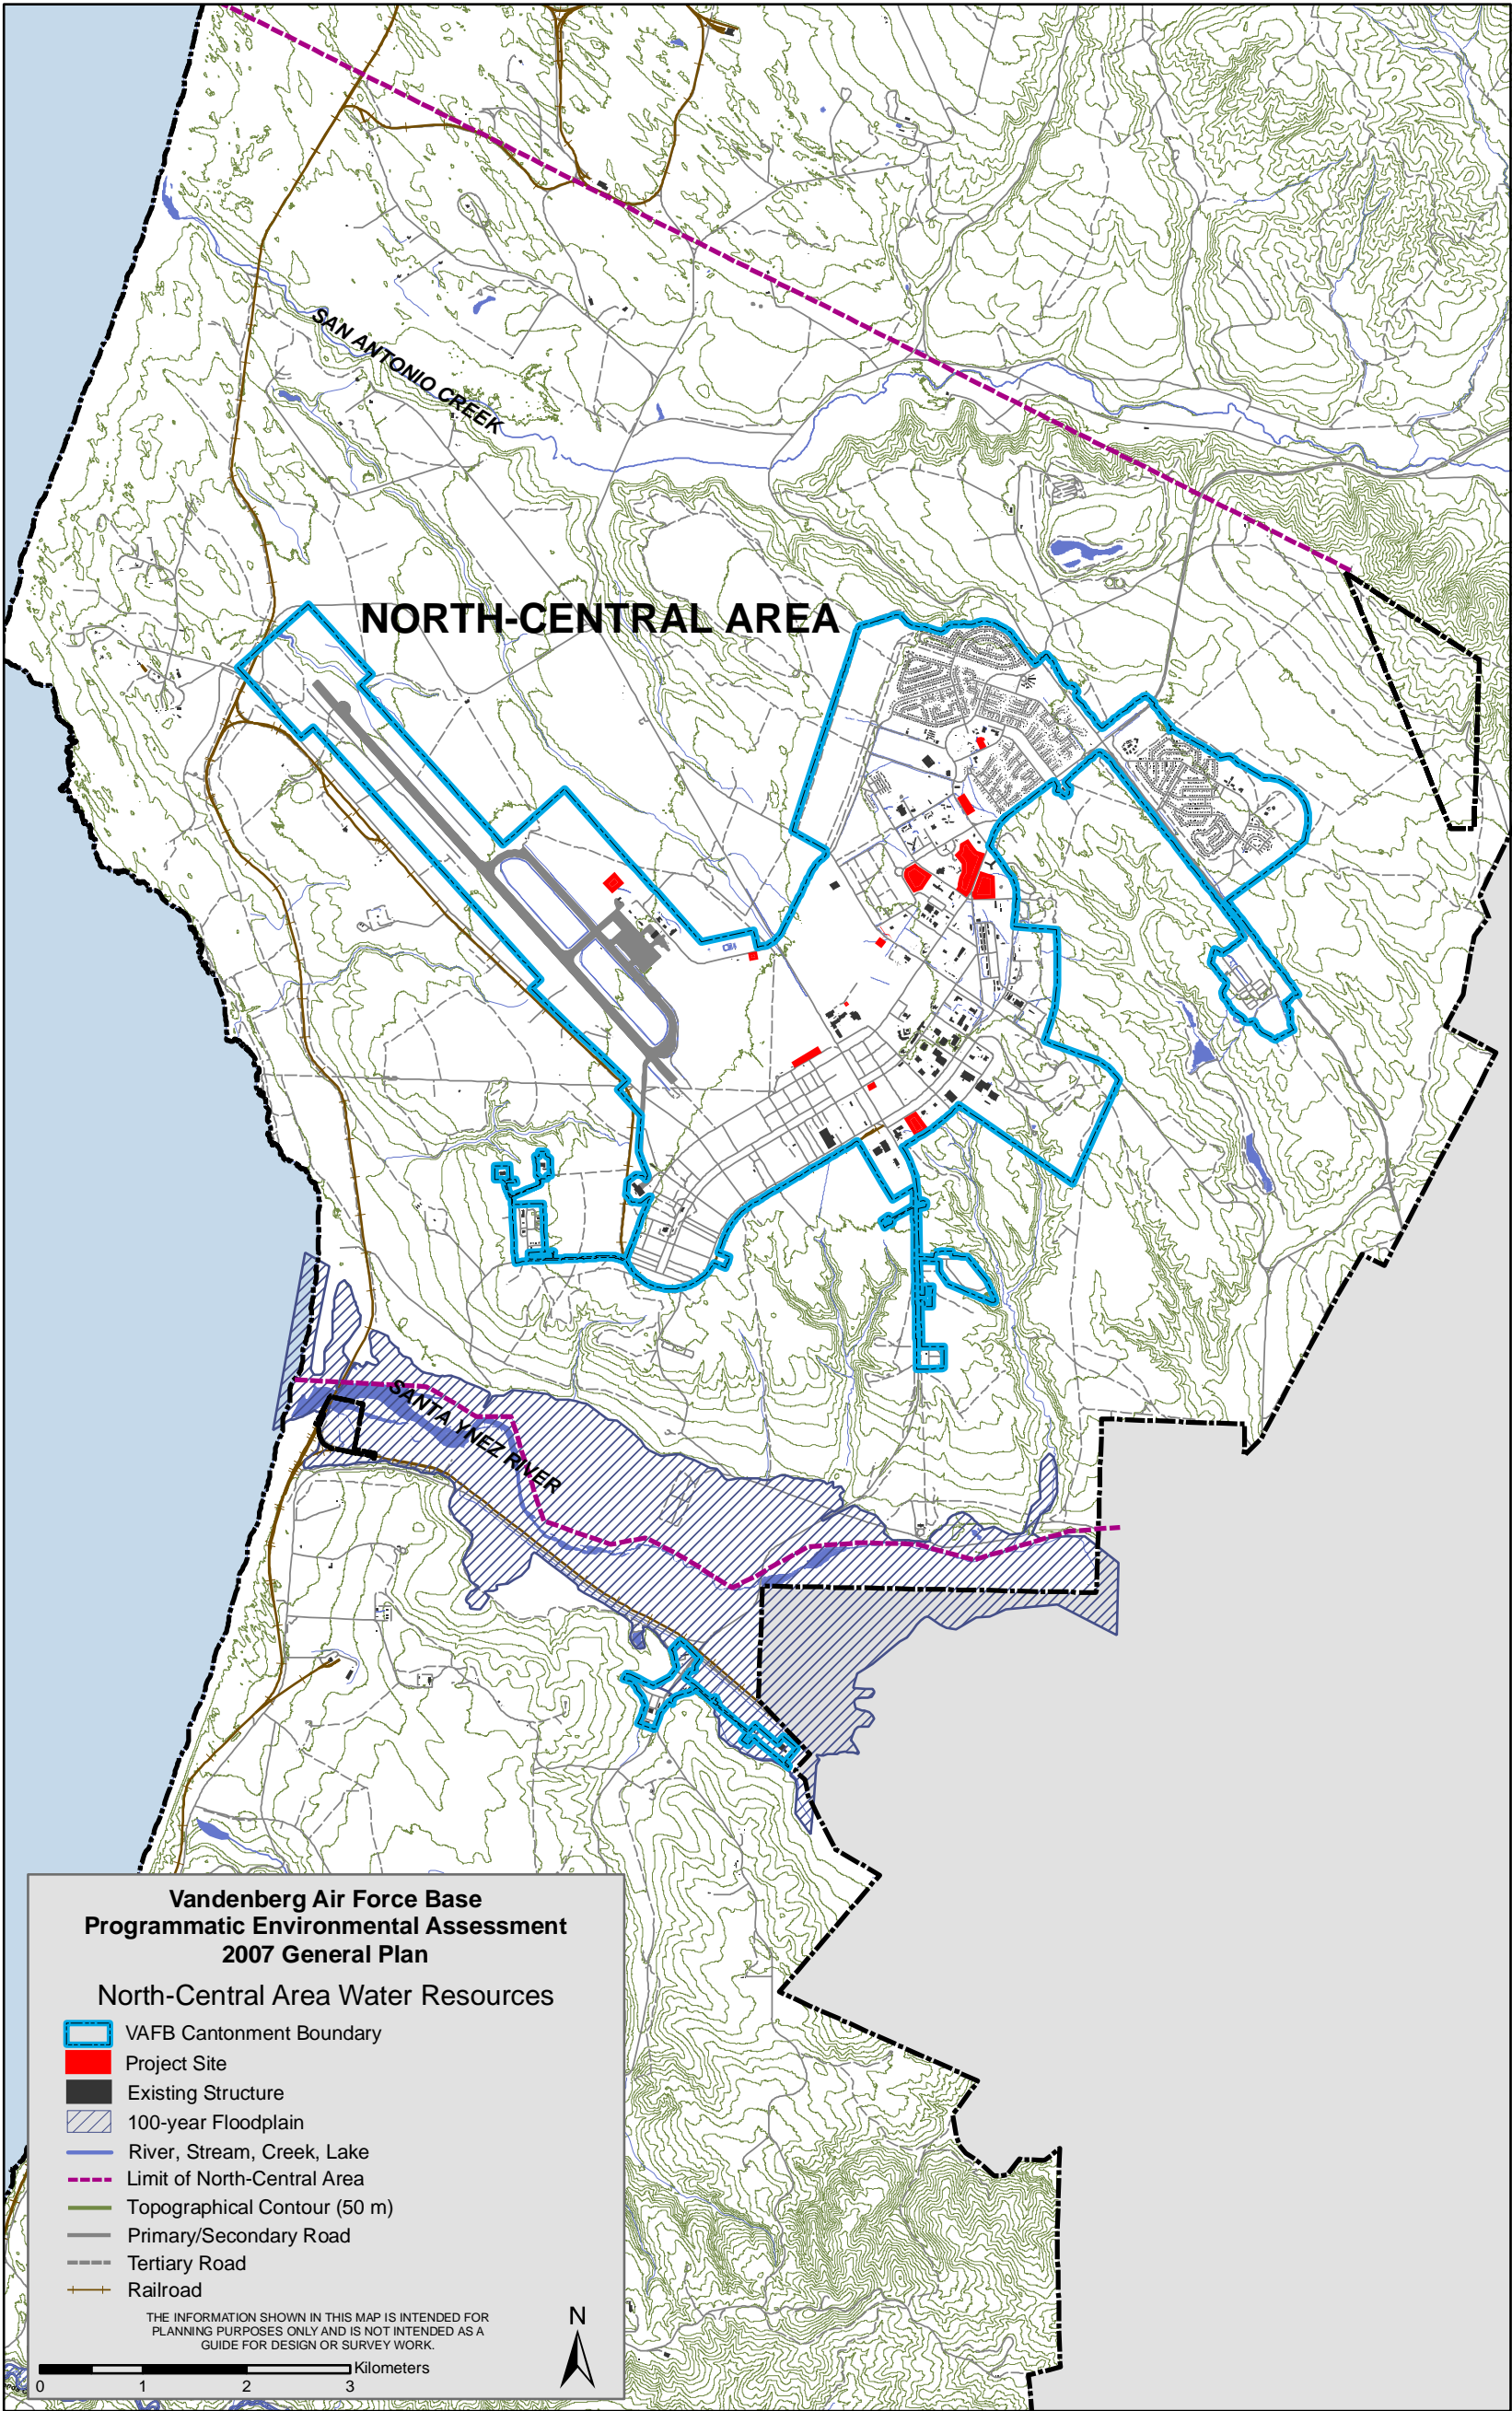 SAN ANTONIO CREEK
NORTH-CENTRAL AREA
SANTA YNEZ RIVER
Vandenberg Air Force Base
Programmatic Environmental Assessment
2007 General Plan
North-Central Area Water Resources
VAFB Cantonment Boundary
Project Site
Existing Structure
100-year Floodplain
River, Stream, Creek, Lake
Limit of North-Central Area
Topographical Contour (50 m)
Primary/Secondary Road
Tertiary Road
Railroad
THE INFORMATION SHOWN IN THIS MAP IS INTENDED FOR
PLANNING PURPOSES ONLY AND IS NOT INTENDED AS A
GUIDE FOR DESIGN OR SURVEY WORK.
N
Kilometers
0 1 2 3